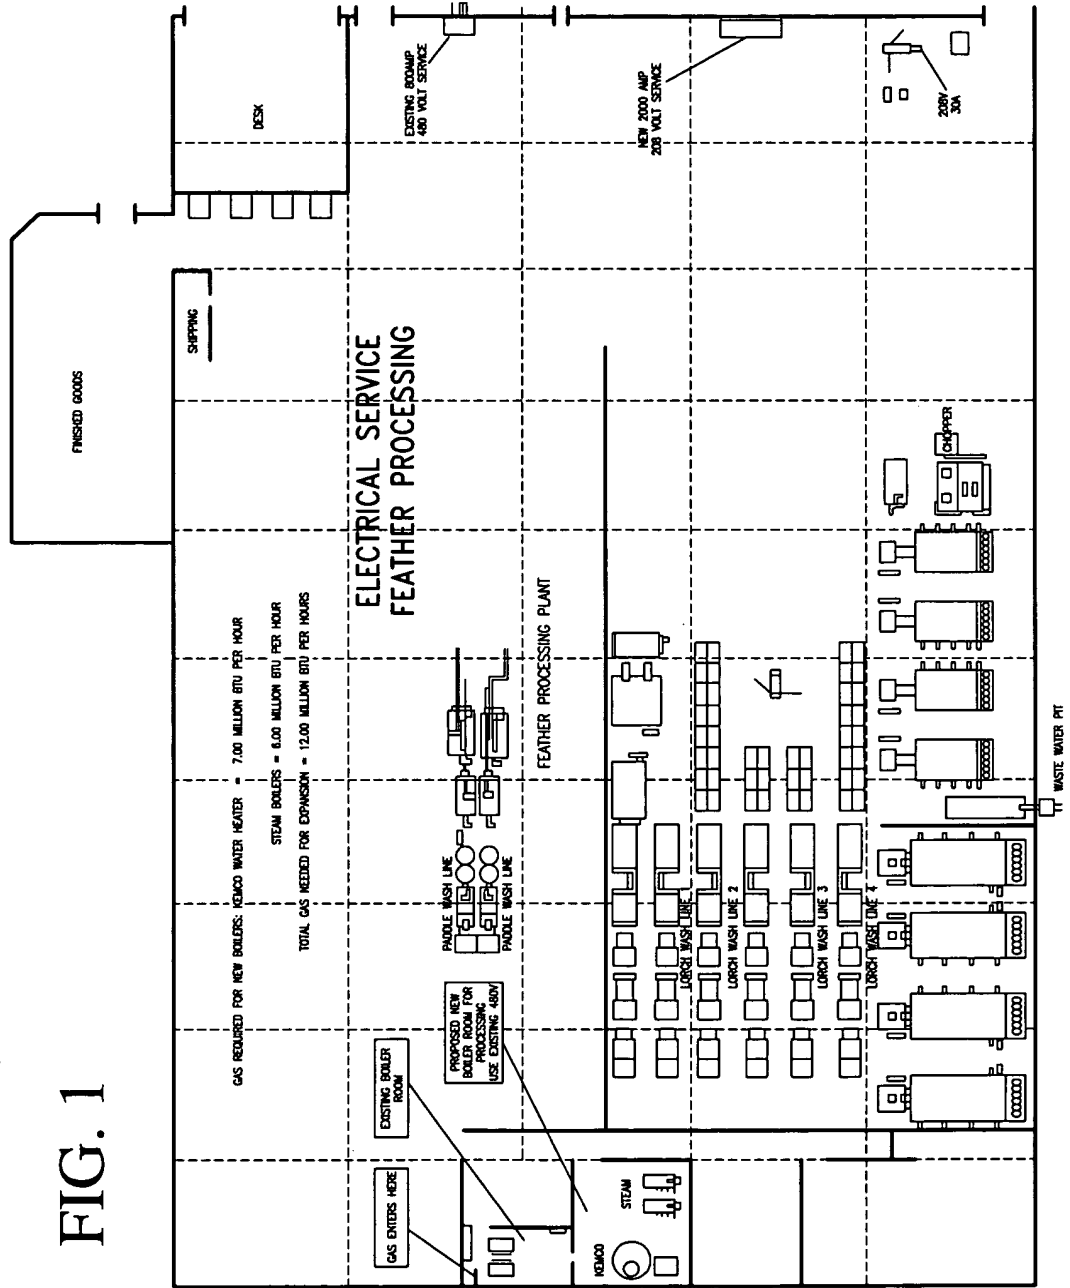 FIG. 1
FINISHED GOODS
SHIPPING
DESK
GAS REQUIRED FOR NEW BOILERS: KEMCO WATER HEATER = 7.00 MILLION BTU PER HOUR
STEAM BOILERS = 6.00 MILLION BTU PER HOUR
TOTAL GAS NEEDED FOR EXPANSION = 12.00 MILLION BTU PER HOURS
ELECTRICAL SERVICE
FEATHER PROCESSING
EXISTING 800AMP
480 VOLT SERVICE
GAS ENTERS HERE
EXISTING BOILER
ROOM
PROPOSED NEW
BOILER ROOM FOR
PROCESSING
USE EXISTING 480V
PADDLE WASH LINE
PADDLE WASH LINE
FEATHER PROCESSING PLANT
NEW 2000 AMP
208 VOLT SERVICE
KEMCO
STEAM
LORCH WASH LINE 1
LORCH WASH LINE 2
LORCH WASH LINE 3
LORCH WASH LINE 4
CHOPPER
208V
30A
WASTE WATER PIT